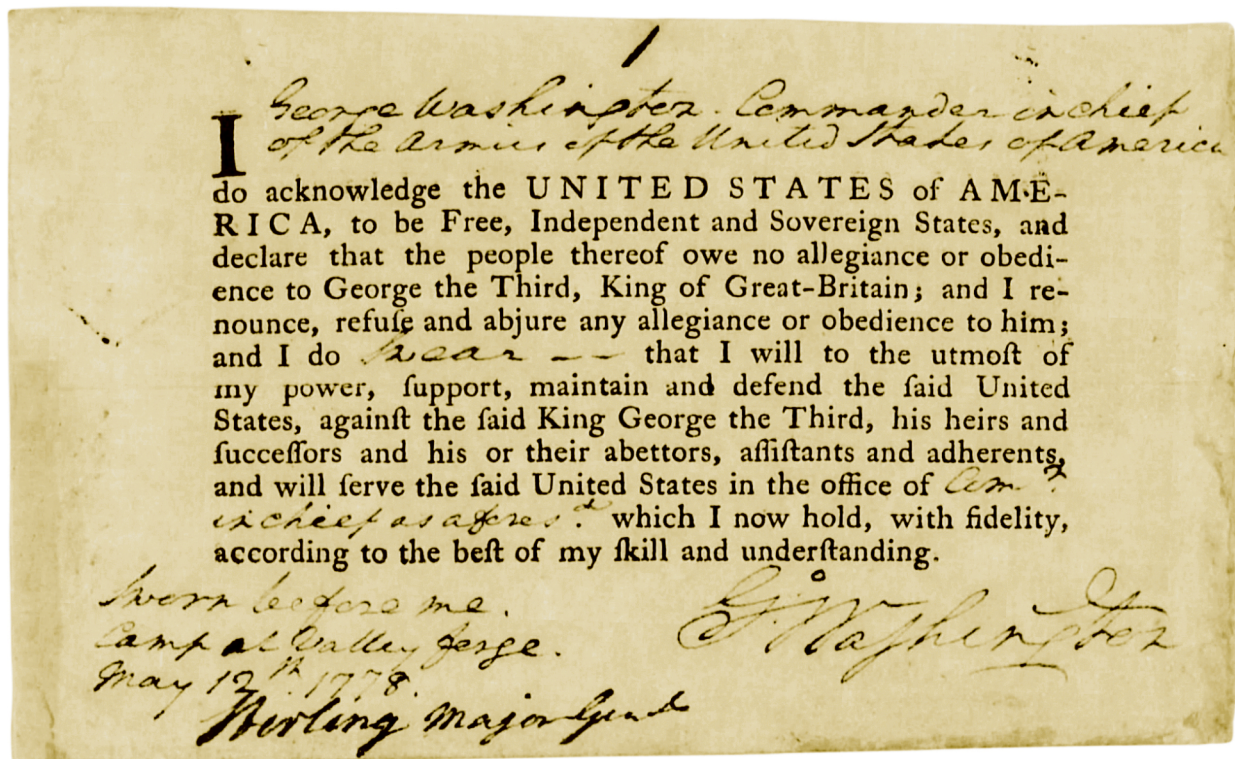 1
George Washington Commander in chief
I of the Armies of the United States of America
do acknowledge the UNITED STATES of AME-
RICA, to be Free, Independent and Sovereign States, and
declare that the people thereof owe no allegiance or obedi-
ence to George the Third, King of Great-Britain; and I re-
nounce, refuſe and abjure any allegiance or obedience to him;
and I do swear — — that I will to the utmoſt of
my power, ſupport, maintain and defend the ſaid United
States, againſt the ſaid King George the Third, his heirs and
ſucceſſors and his or their abettors, aſſiſtants and adherents,
and will ſerve the ſaid United States in the office of Comr.
in chief as afores.d which I now hold, with fidelity,
according to the beſt of my ſkill and underſtanding.
Sworn before me.
Camp at Valley forge.
May 12th. 1778.
Stirling Major Genl
Go Washington